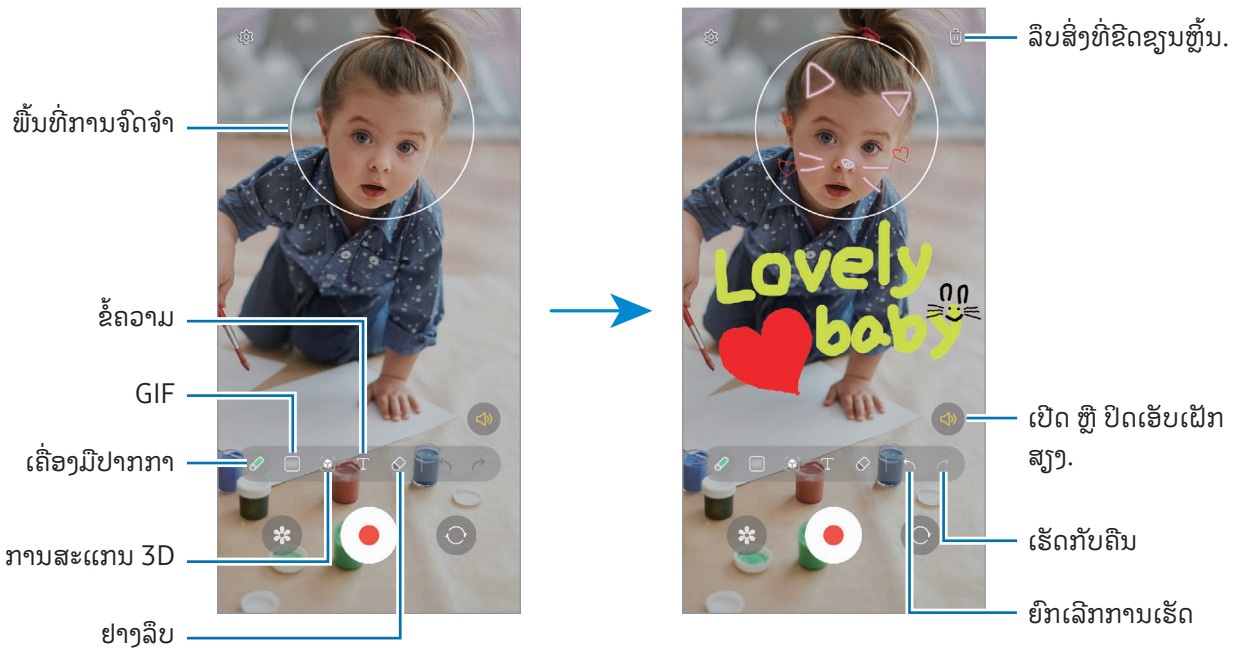 ພື້ນທີ່ການຈົດຈຳ
ຂໍ້ຄວາມ
GIF
ເຄື່ອງມືປາກກາ
ການສະແກນ 3D
ຢາງລຶບ
T
ລຶບສິ່ງທີ່ຂີດຂຽນຫຼິ້ນ.
Lovely
baby
ເປີດ ຫຼື ປິດເອັບເຝັກ
ສຽງ.
T
ເຮັດກັບຄືນ
ຍົກເລີກການເຮັດ